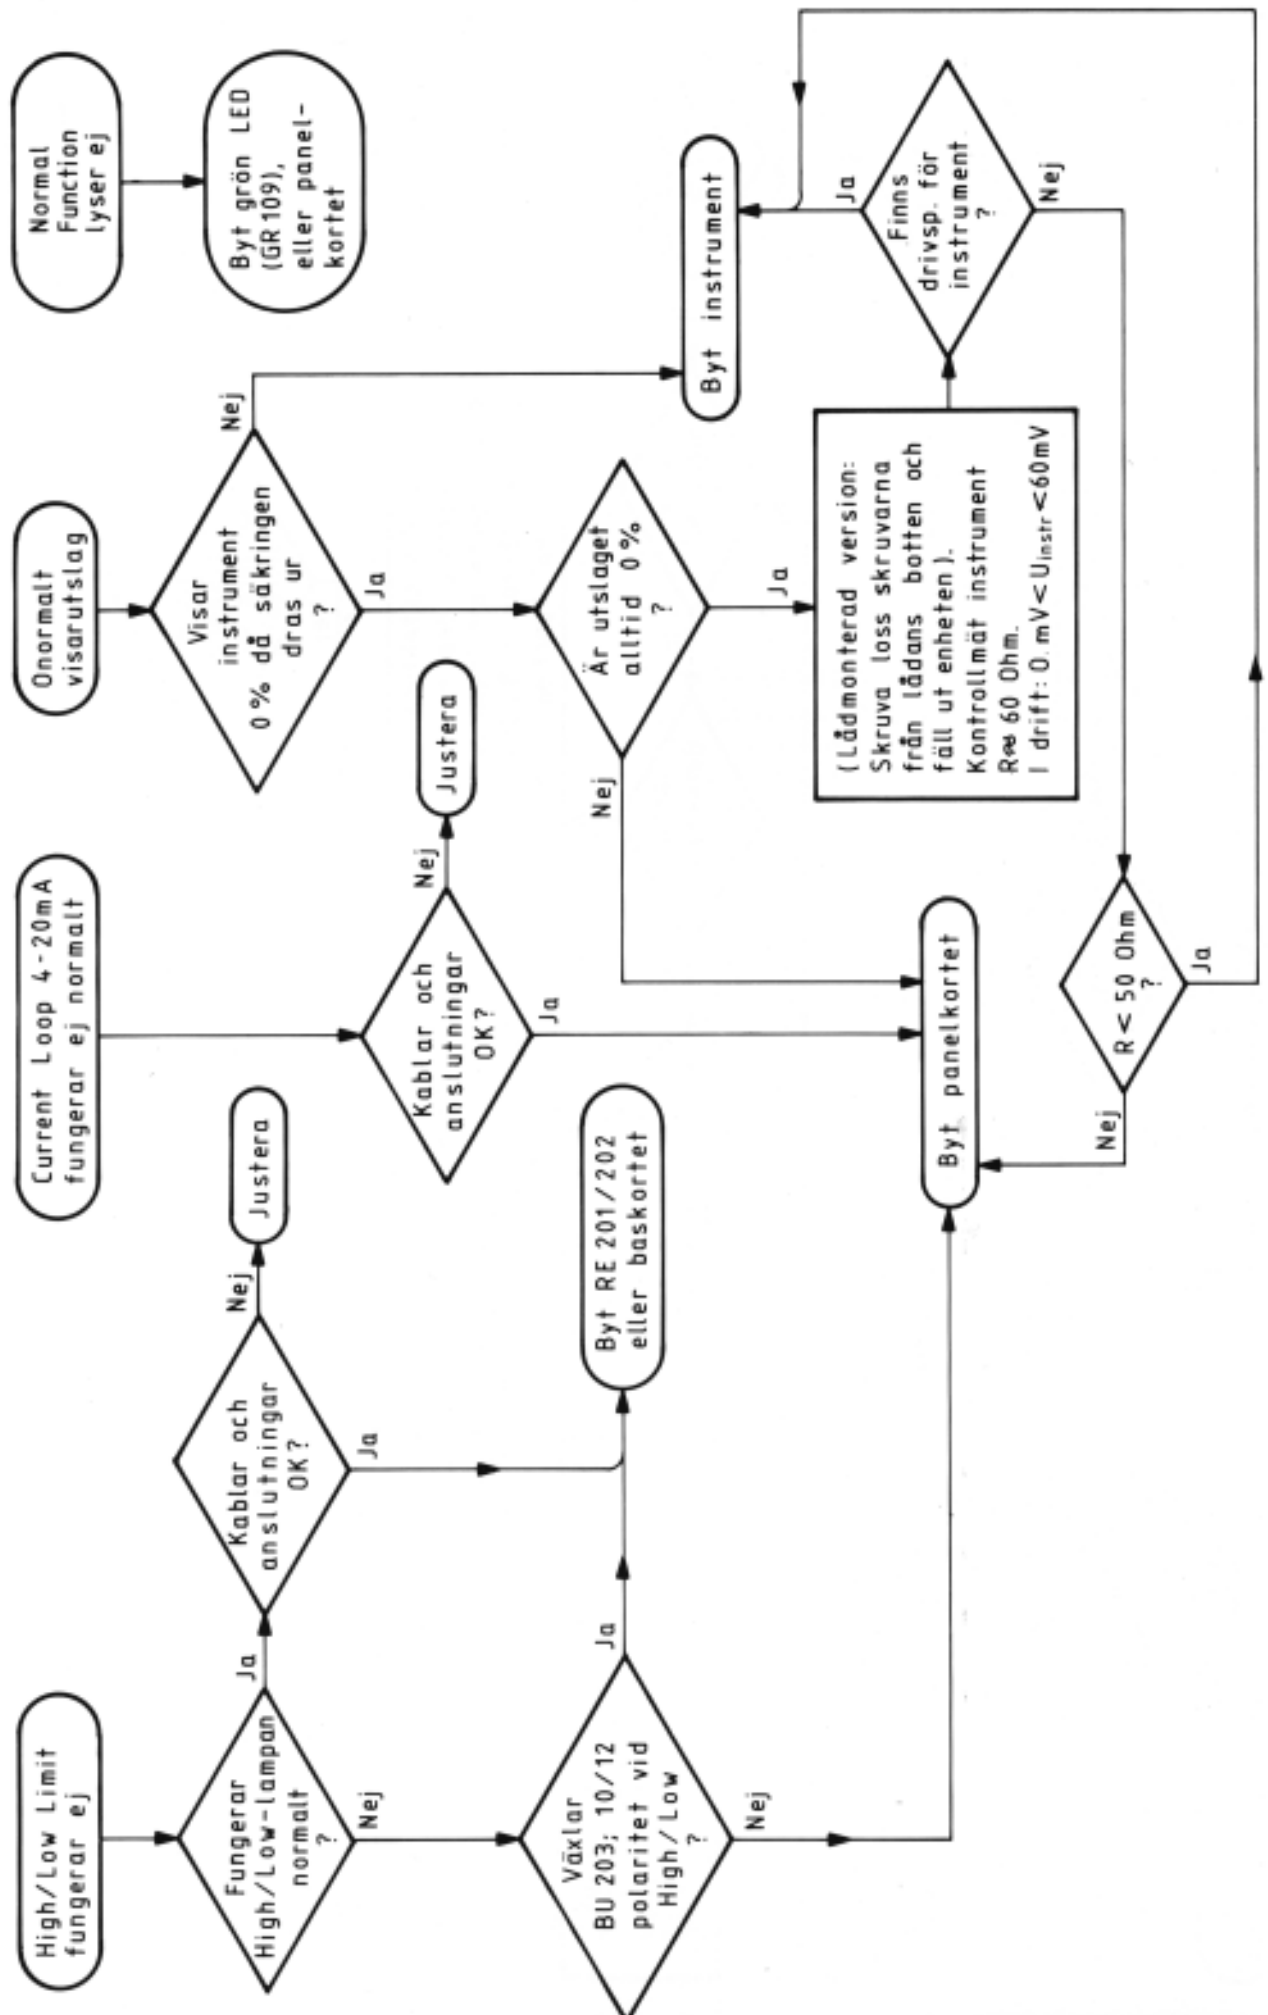 High/Low Limit
fungerar ej
Fungerar
High/Low-lampan
normalt
?
Ja
Nej
Kablar och
anslutningar
OK?
Nej
Ja
Justera
Växlar
BU 203; 10/12
polaritet vid
High/Low
?
Ja
Nej
Byt RE 201/202
eller baskortet
Current Loop 4-20mA
fungerar ej normalt
Kablar och
anslutningar
OK?
Nej
Ja
Justera
Byt panelkortet
Onormalt
visarutslag
Visar
instrument
0% då säkringen
dras ur
?
Nej
Ja
Är utslaget
alltid 0%
?
Nej
Ja
(Lådmonterad version:
Skruva loss skruvarna
från lådans botten och
fäll ut enheten).
Kontrollmät instrument
R≈ 60 Ohm.
I drift: 0. mV< Uinstr <60mV
Finns
drivsp. för
instrument
?
Ja
Nej
Byt instrument
R< 50 Ohm
?
Nej
Ja
Normal
Function
lyser ej
Byt grön LED
(GR 109),
eller panel-
kortet